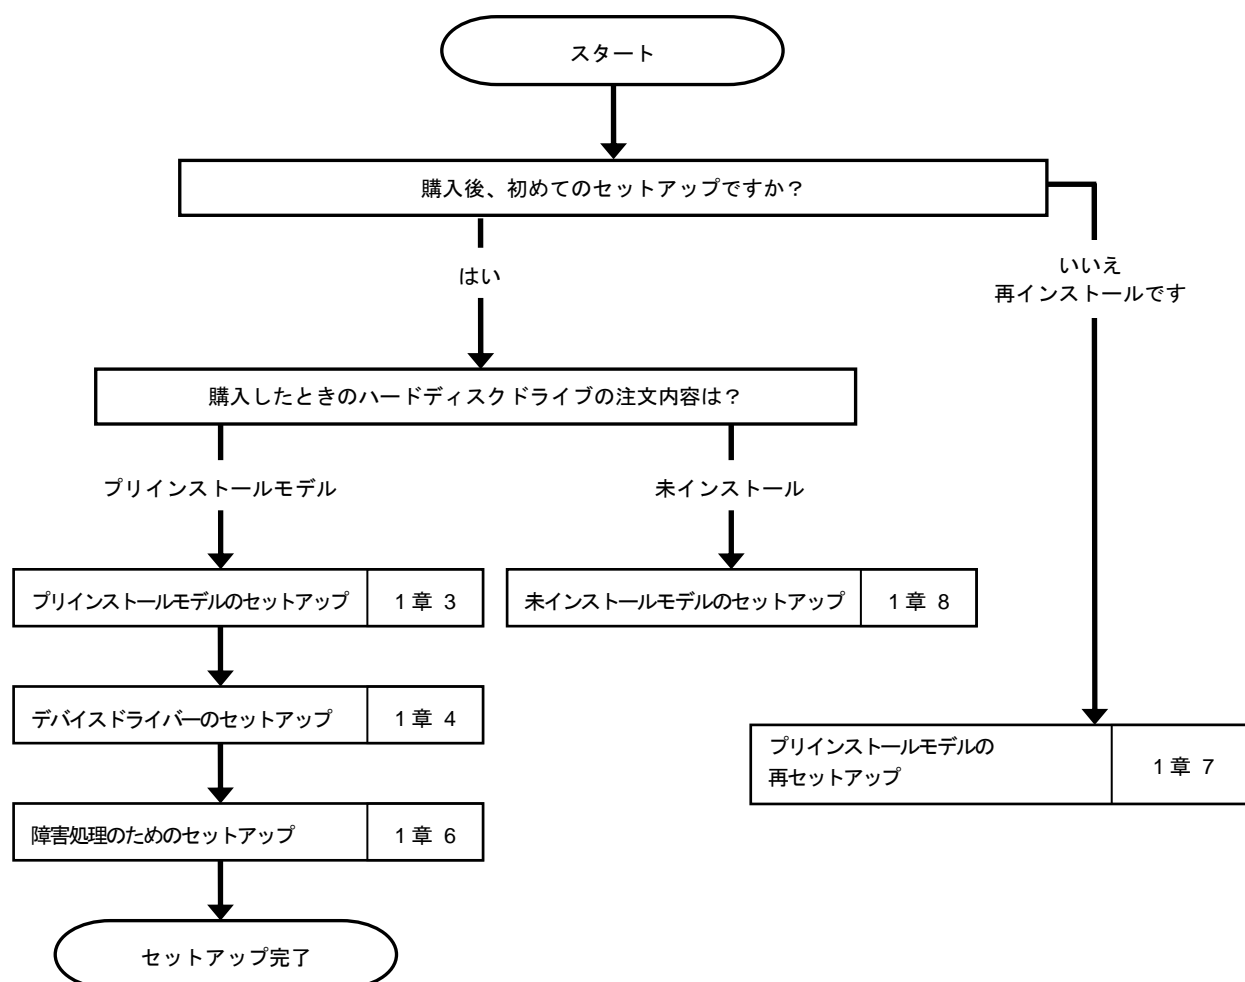 スタート
購入後、初めてのセットアップですか？
はい
いいえ
再インストールです
購入したときのハードディスクドライブの注文内容は？
プリインストールモデル
未インストール
プリインストールモデルのセットアップ
1章 3
未インストールモデルのセットアップ
1章 8
デバイスドライバーのセットアップ
1章 4
プリインストールモデルの
再セットアップ
1章 7
障害処理のためのセットアップ
1章 6
セットアップ完了